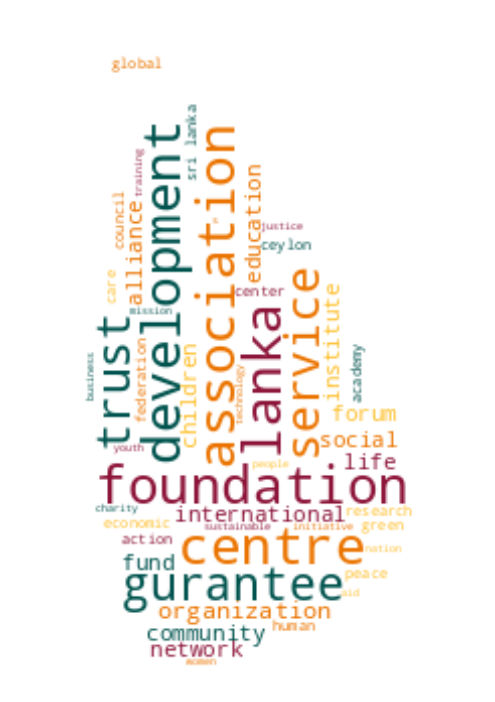 global
sri lanka
development
association
training
council
alliance
education
justice
ceylon
care
mission
center
service
institute
lanka
trust
federation
children
technology
business
academy
forum
social
youth
life
people
foundation
charity
international
research
economic
sustainable
initiative
green
action
centre
nation
fund
peace
gurantee
aid
organization
community
human
network
women